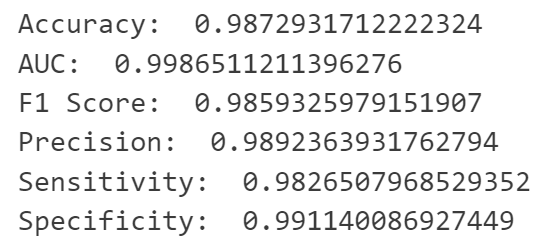 Accuracy:  0.9872931712222324
AUC:  0.9986511211396276
F1 Score:  0.9859325979151907
Precision:  0.9892363931762794
Sensitivity:  0.9826507968529352
Specificity:  0.991140086927449